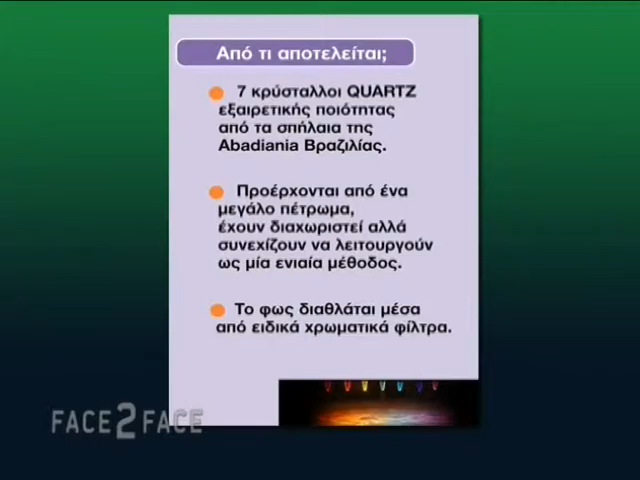 Από τι αποτελείται;
7 κρύσταλλοι QUARTZ
εξαιρετικής ποιότητας
από τα σπήλαια της
Abadiania Βραζιλίας.
Προέρχονται από ένα
μεγάλο πέτρωμα,
έχουν διαχωριστεί αλλά
συνεχίζουν να λειτουργούν
ως μία ενιαία μέθοδος.
Το φως διαθλάται μέσα
από ειδικά χρωματικά φίλτρα.
FACE2FACE